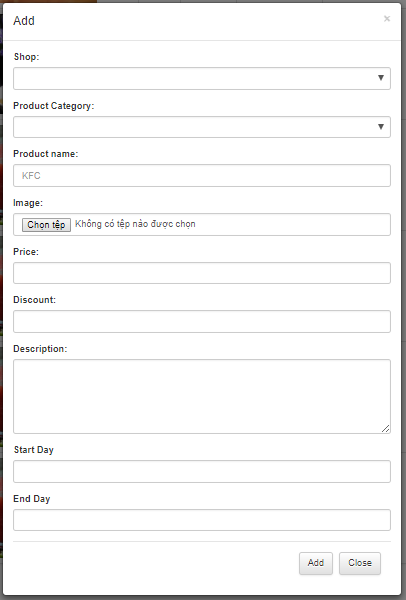 Add
×
Shop:
Product Category:
Product name:
KFC
Image:
Chọn tệp Không có tệp nào được chọn
Price:
Discount:
Description:
Start Day
End Day
Add Close